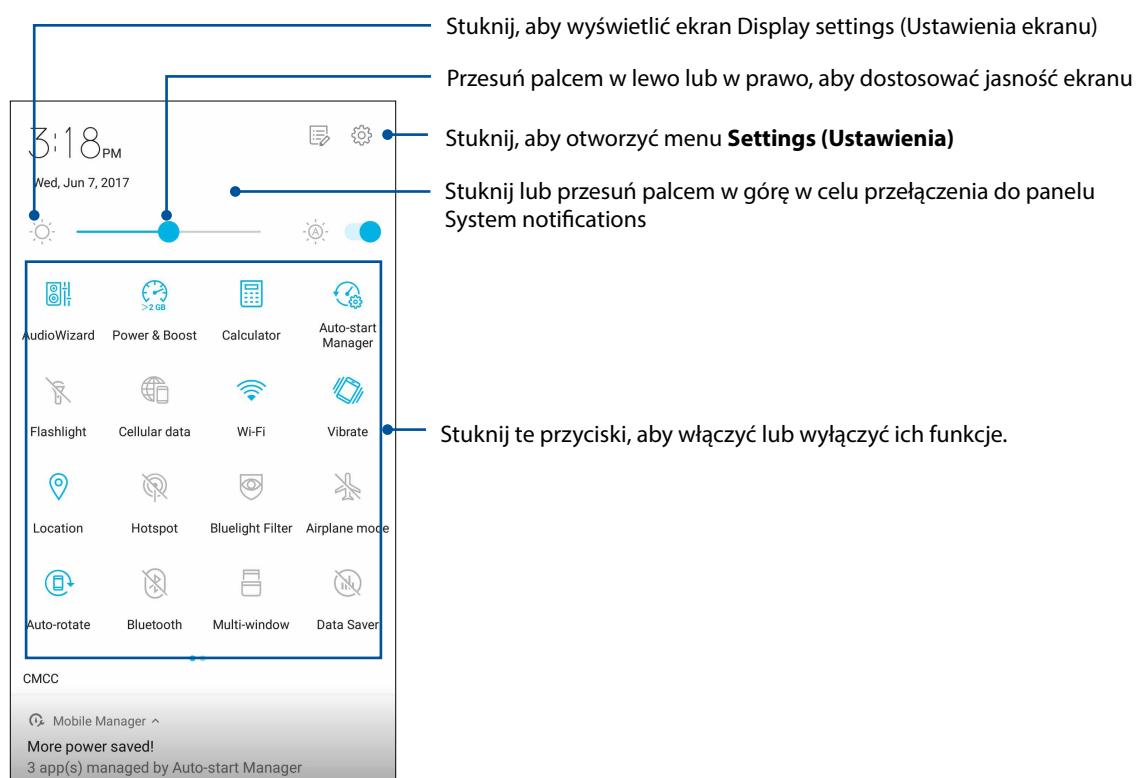 Stuknij, aby wyświetlić ekran Display settings (Ustawienia ekranu)
Przesuń palcem w lewo lub w prawo, aby dostosować jasność ekranu
Stuknij, aby otworzyć menu Settings (Ustawienia)
Stuknij lub przesuń palcem w górę w celu przełączenia do panelu
System notifications
3:18 PM
Wed, Jun 7, 2017
A
>2 GB
AudioWizard
Power & Boost
Calculator
Auto-start
Manager
Flashlight
Cellular data
Wi-Fi
Vibrate
Stuknij te przyciski, aby włączyć lub wyłączyć ich funkcje.
Location
Hotspot
Bluelight Filter
Airplane mode
Auto-rotate
Bluetooth
Multi-window
Data Saver
CMCC
Mobile Manager
More power saved!
3 app(s) managed by Auto-start Manager